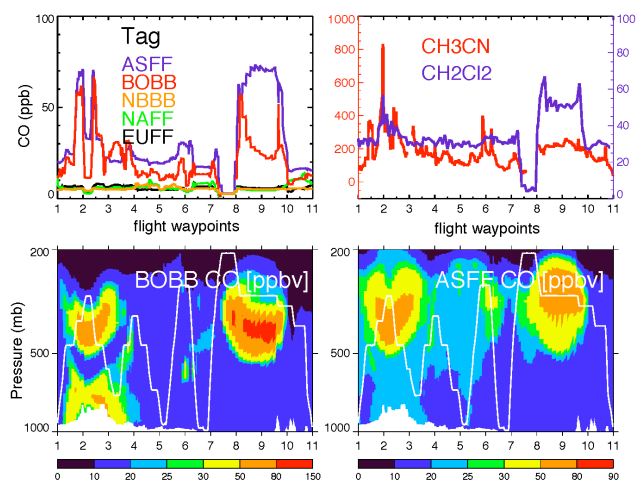 100
50
0
CO (ppb)
Tag
ASFF
BOBB
NBBB
NAFF
EUFF
1 2 3 4 5 6 7 8 9 10 11
flight waypoints
1000
800
600
400
200
0
CH3CN
CH2Cl2
100
80
60
40
20
0
1 2 3 4 5 6 7 8 9 10 11
flight waypoints
200
500
1000
Pressure (mb)
BOBB CO [ppbv]
1 2 3 4 5 6 7 8 9 10 11
0 10 20 25 30 50 80 150
200
500
1000
ASFF CO [ppbv]
1 2 3 4 5 6 7 8 9 10 11
0 10 20 25 30 50 80 90